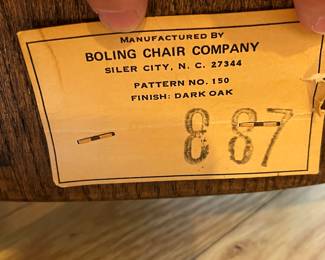 MANUFACTURED BY
BOLING CHAIR COMPANY
SILER CITY, N. C. 27344
PATTERN NO. 150
FINISH: DARK OAK
887